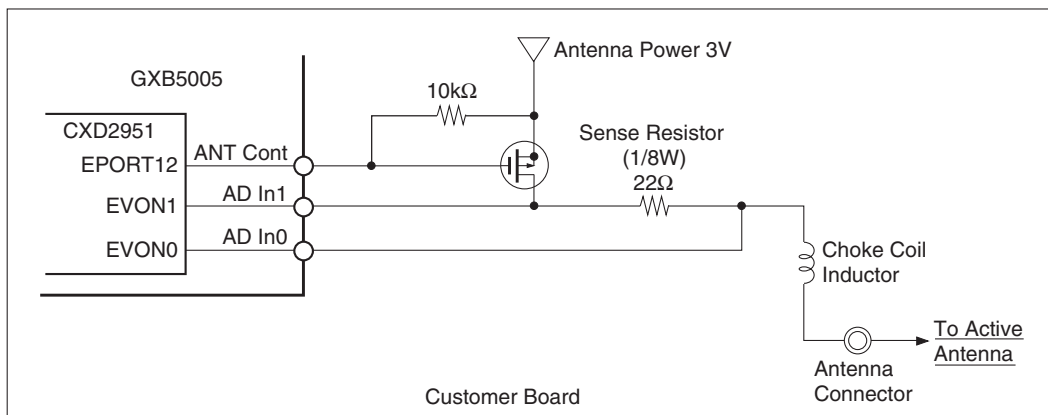 Antenna Power 3V
GXB5005
10kΩ
CXD2951
Sense Resistor
(1/8W)
22Ω
EPORT12
ANT Cont
EVON1
AD In1
EVON0
AD In0
Choke Coil
Inductor
To Active
Antenna
Antenna
Connector
Customer Board